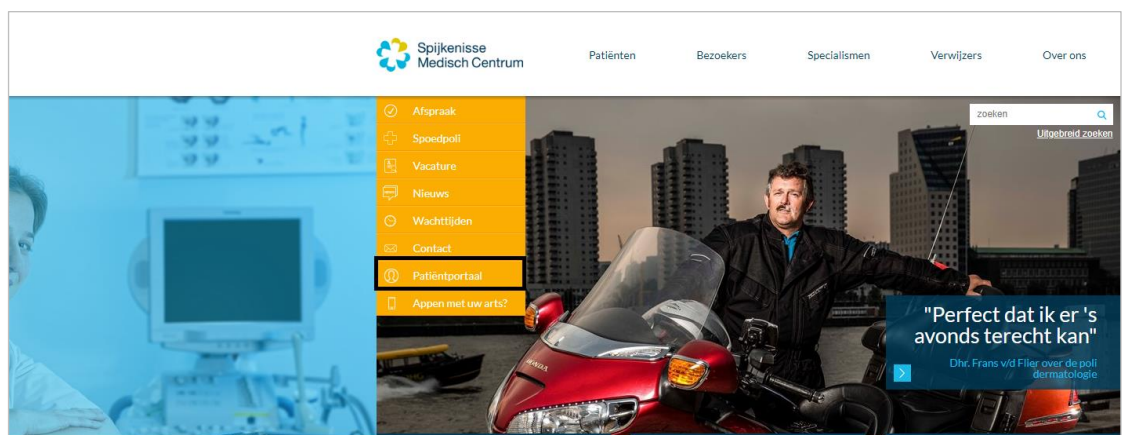 Spijkenisse
Medisch Centrum
Patiënten
Bezoekers
Specialismen
Verwijzers
Over ons
Afspraak
Spoedpoli
Vacature
Nieuws
Wachttijden
Contact
Patiëntportaal
Appen met uw arts?
zoeken
Uitgebreid zoeken
"Perfect dat ik er 's
avonds terecht kan"
Dhr. Frans v/d Flier over de poli
dermatologie
HONDA